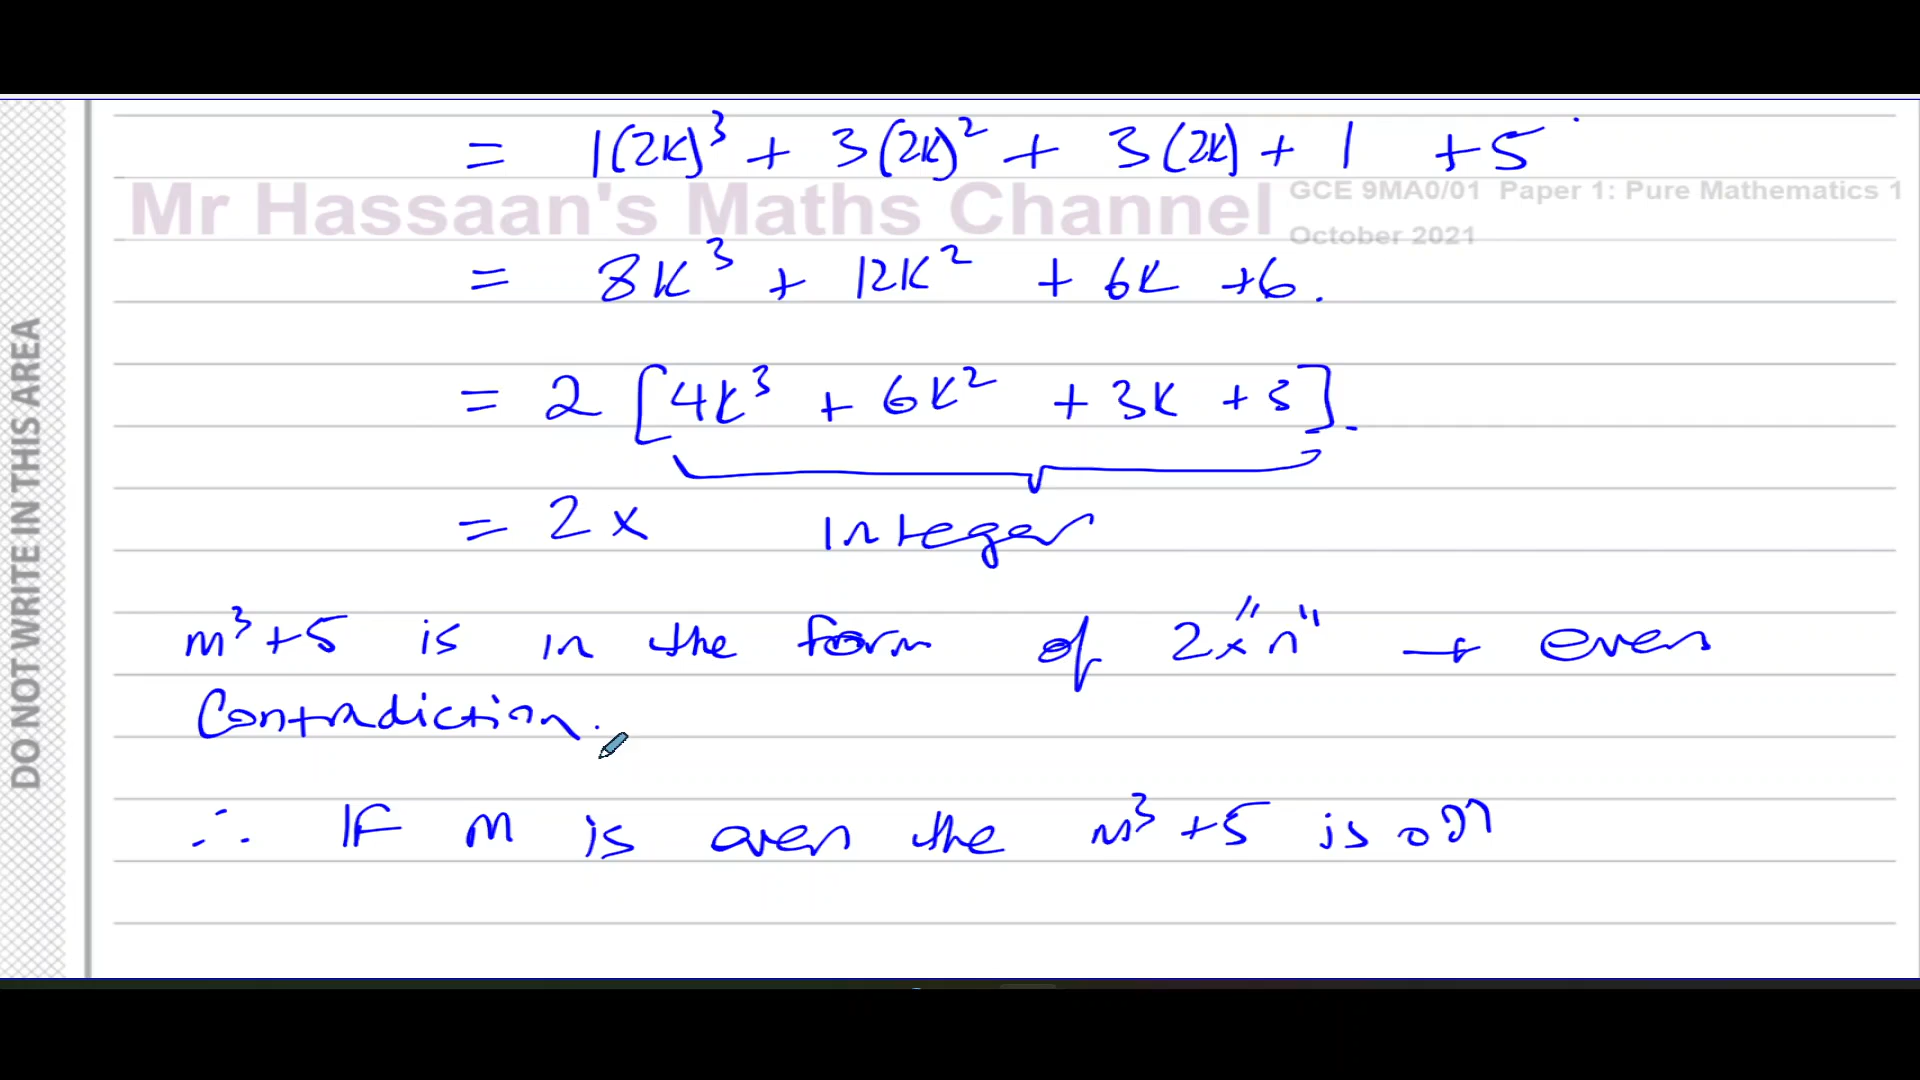 = 1(2K)³ + 3(2K)² + 3(2K) + 1 +5
Mr Hassaan's Maths Channel
GCE 9MA0/01 Paper 1: Pure Mathematics 1
October 2021
= 8K³ + 12K² + 6K +6.
= 2 [4K³ + 6K² + 3K +3].
= 2 x Integer
m³+5 is in the form of 2x"n" → even
Contradiction.
∴ IF m is even the m³+5 is odd
DO NOT WRITE IN THIS AREA